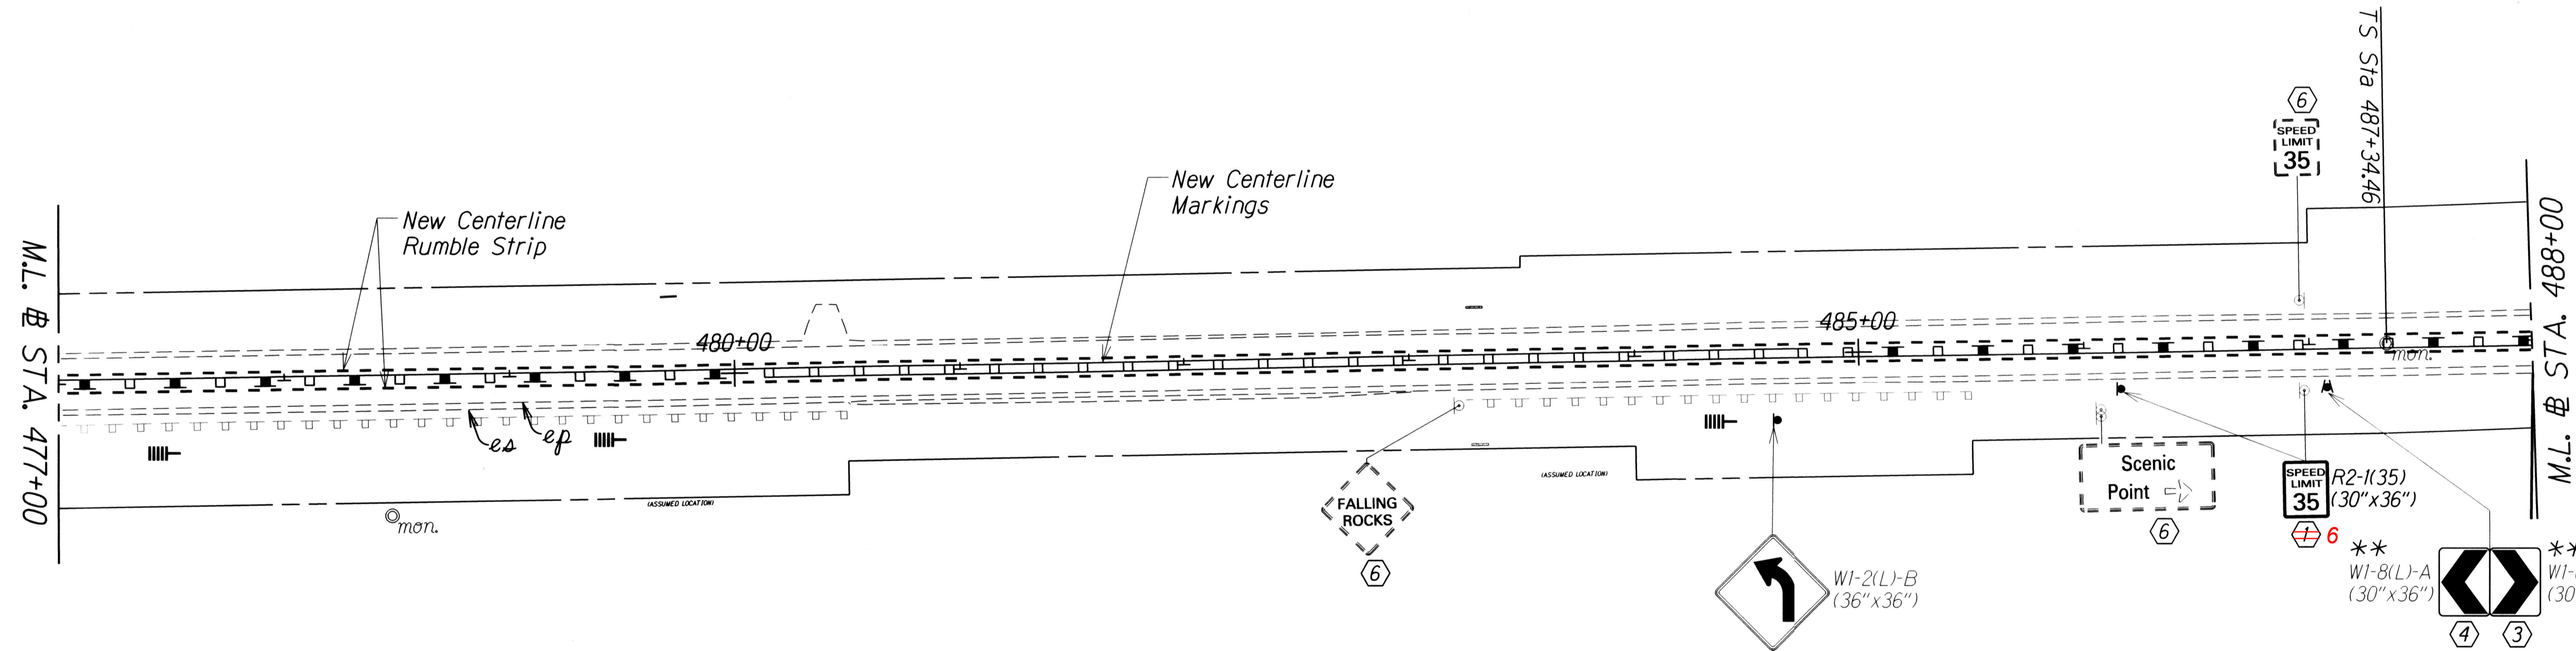 TS Sta 487+34.46
6
SPEED
LIMIT
35
New Centerline
Markings
New Centerline
Rumble Strip
M.L. ⅊ STA. 477+00
M.L. ⅊ STA. 488+00
480+00
485+00
mon.
es
ep
mon.
(ASSUMED LOCATION)
(ASSUMED LOCATION)
FALLING
ROCKS
6
W1-2(L)-B
(36"x36")
Scenic
Point
6
SPEED
LIMIT
35
R2-1(35)
(30"x36")
1 6
**
W1-8(L)-A
(30"x36")
4
3
**
W1-
(30